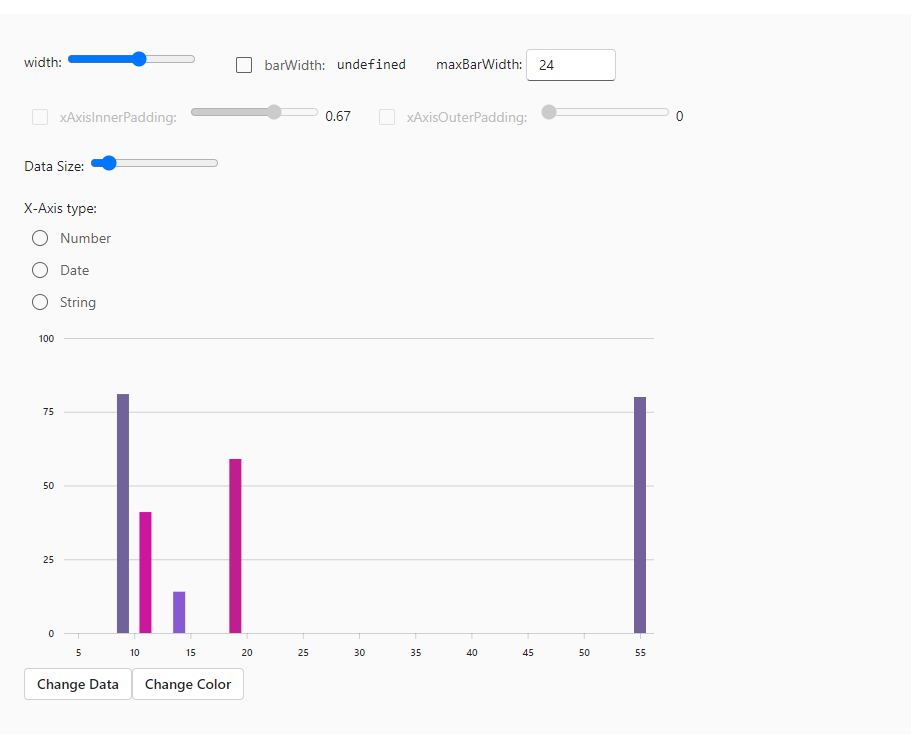 width: barWidth: undefined maxBarWidth: 24
xAxisInnerPadding: 0.67 xAxisOuterPadding: 0
Data Size:
X-Axis type:
Number
Date
String
100
75
50
25
0
5 10 15 20 25 30 35 40 45 50 55
Change Data Change Color